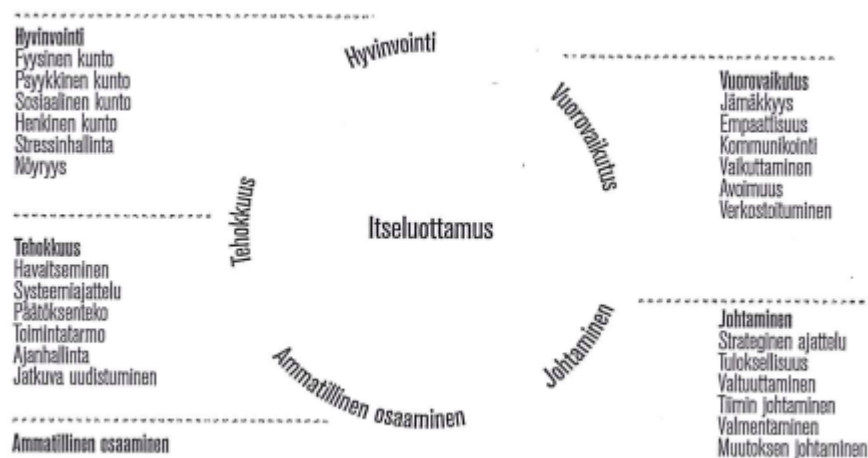 Hyvinvointi
Fyysinen kunto
Psyykkinen kunto
Sosiaalinen kunto
Henkinen kunto
Stressinhallinta
Nöyryys
Tehokkuus
Havaitseminen
Systeemiajattelu
Päätöksenteko
Toimintatarmo
Ajanhallinta
Jatkuva uudistuminen
Ammatillinen osaaminen
Hyvinvointi
Vuorovaikutus
Tehokkuus
Itseluottamus
Johtaminen
Ammatillinen osaaminen
Vuorovaikutus
Jämäkkyys
Empaattisuus
Kommunikointi
Vaikuttaminen
Avoimuus
Verkostoituminen
Johtaminen
Strateginen ajattelu
Tuloksellisuus
Valtuuttaminen
Tiimin johtaminen
Valmentaminen
Muutoksen johtaminen